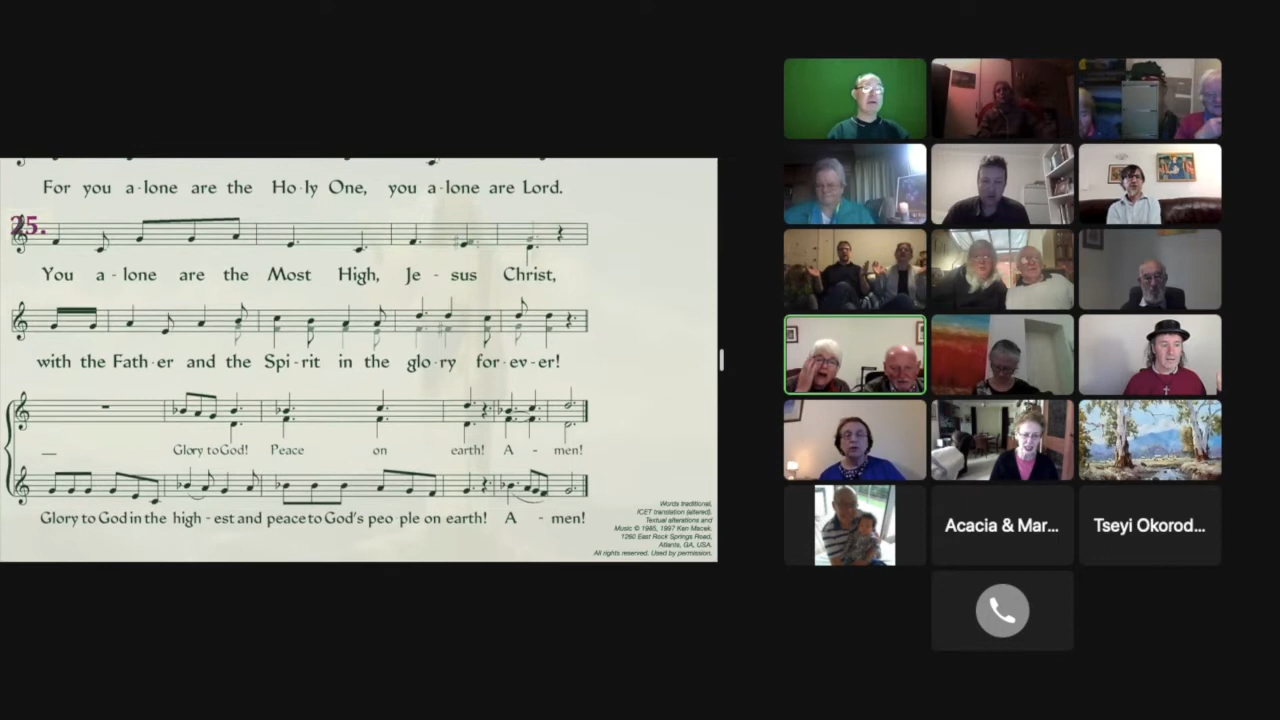 For you a-lone are the Ho-ly One, you a-lone are Lord.
25.
You a-lone are the Most High, Je-sus Christ,
with the Fath-er and the Spi-rit in the glo-ry for-ev-er!
Glory to God! Peace on earth! A-men!
Glory to God in the high-est and peace to God's peo ple on earth! A-men!
Words traditional,
ICET translation (altered).
Textual alterations and
Music © 1985, 1997 Ken Macek.
1260 East Rock Springs Road,
Atlanta, GA, USA.
All rights reserved. Used by permission.
Acacia & Mar...
Tseyi Okorod...